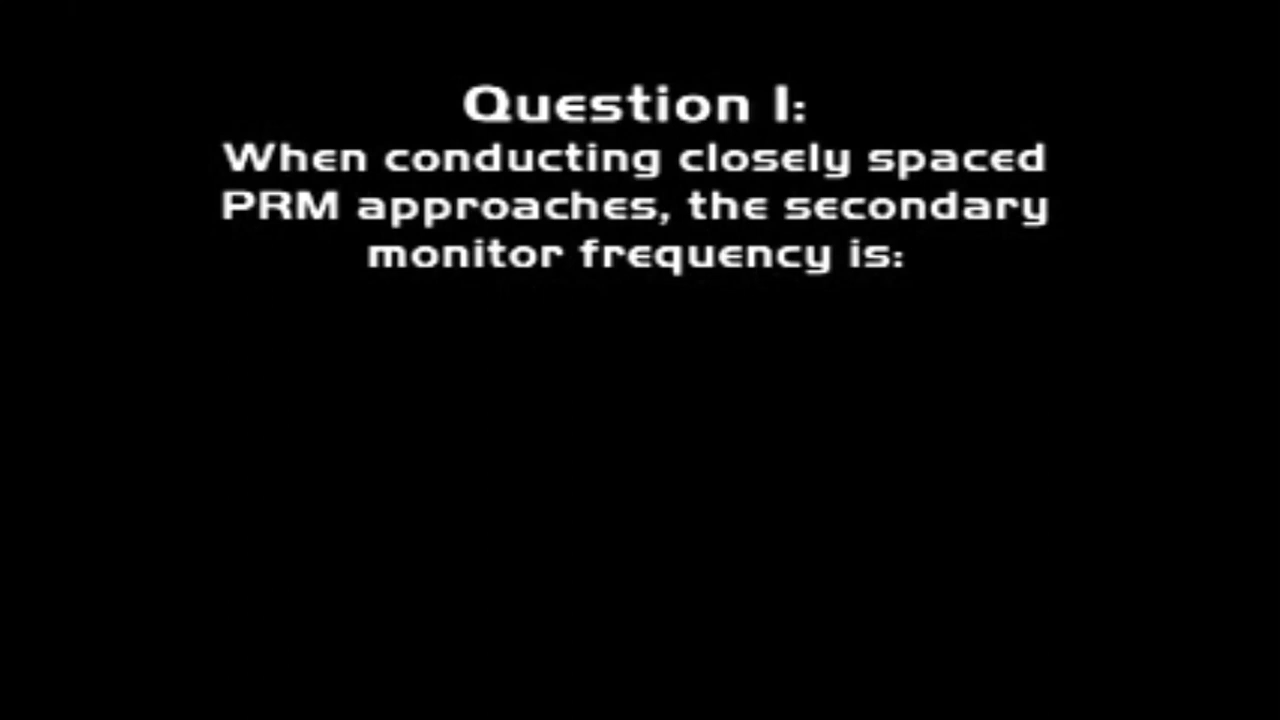 Question 1:
When conducting closely spaced
PRM approaches, the secondary
monitor frequency is: